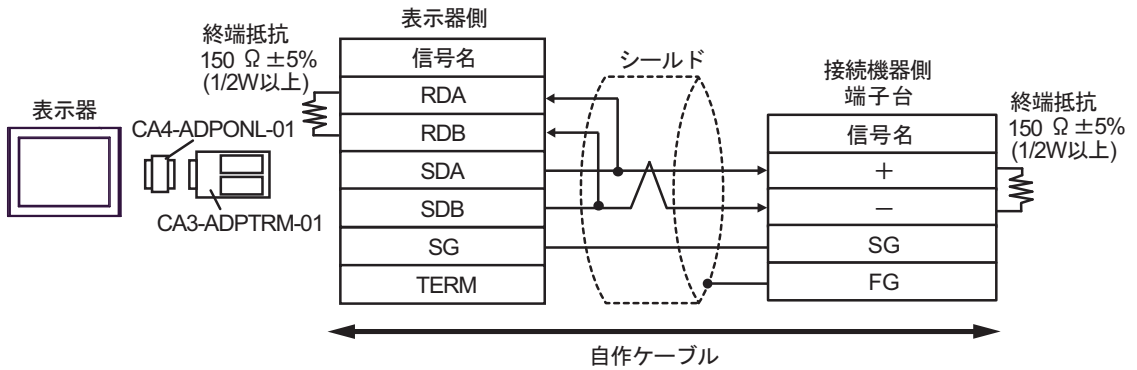 表示器
CA4-ADPONL-01
CA3-ADPTRM-01
終端抵抗
150 Ω ±5%
(1/2W以上)
表示器側
信号名
RDA
RDB
SDA
SDB
SG
TERM
シールド
接続機器側
端子台
信号名
+
－
SG
FG
終端抵抗
150 Ω ±5%
(1/2W以上)
自作ケーブル